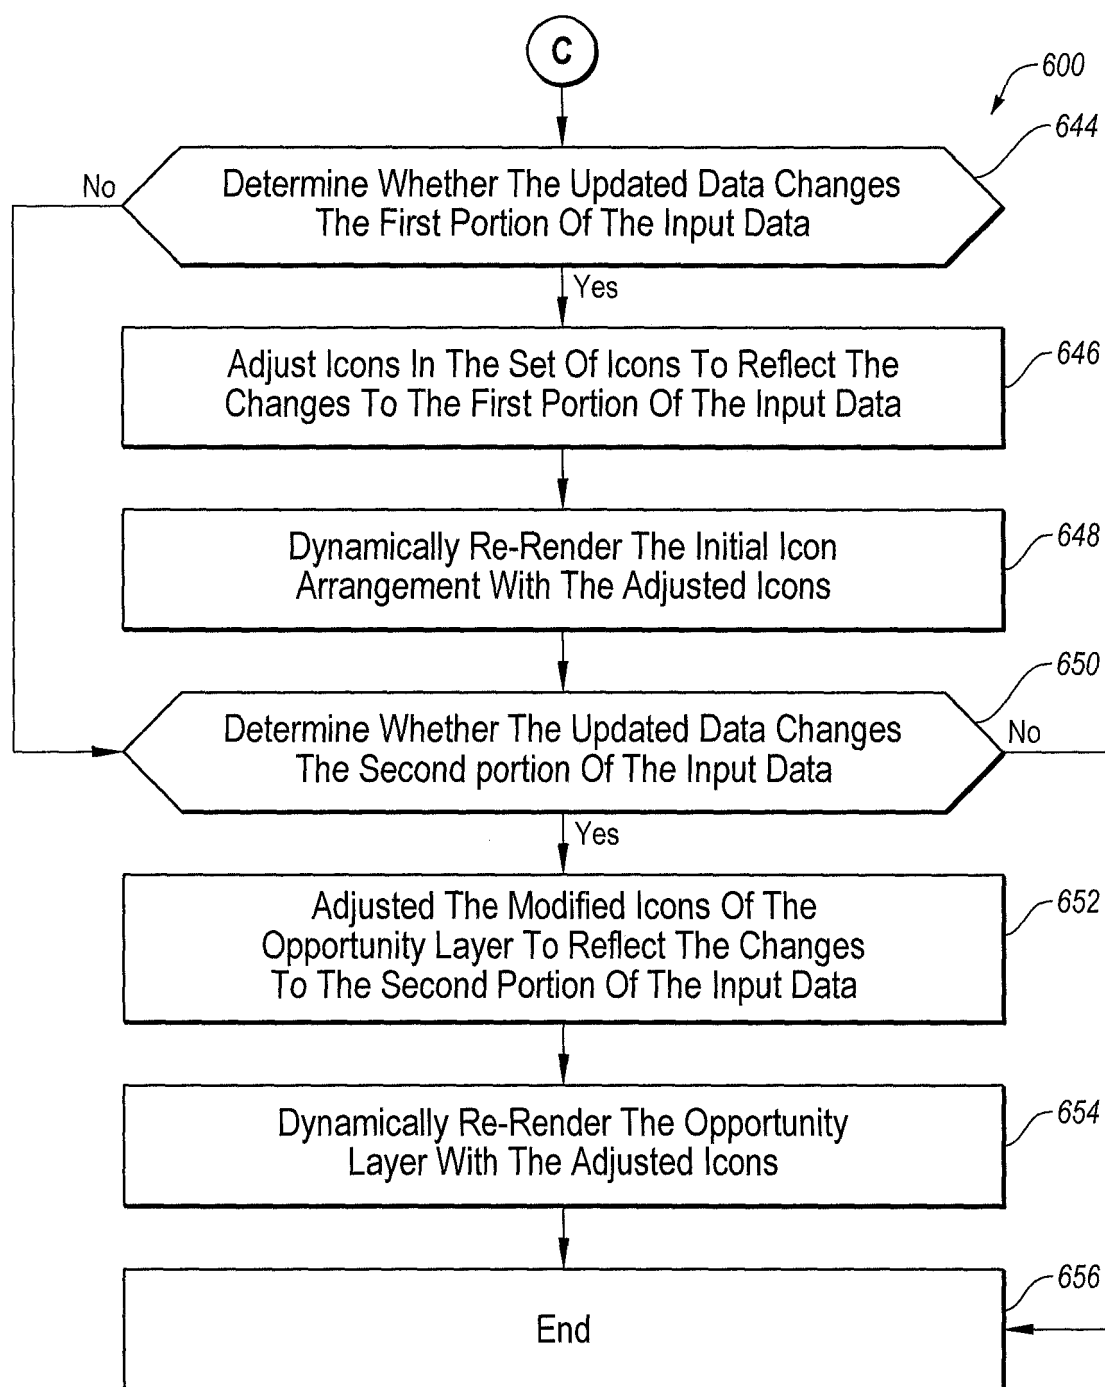 C
600
644
No
Determine Whether The Updated Data Changes
The First Portion Of The Input Data
Yes
646
Adjust Icons In The Set Of Icons To Reflect The
Changes To The First Portion Of The Input Data
648
Dynamically Re-Render The Initial Icon
Arrangement With The Adjusted Icons
650
Determine Whether The Updated Data Changes
The Second portion Of The Input Data
No
Yes
652
Adjusted The Modified Icons Of The
Opportunity Layer To Reflect The Changes
To The Second Portion Of The Input Data
654
Dynamically Re-Render The Opportunity
Layer With The Adjusted Icons
656
End